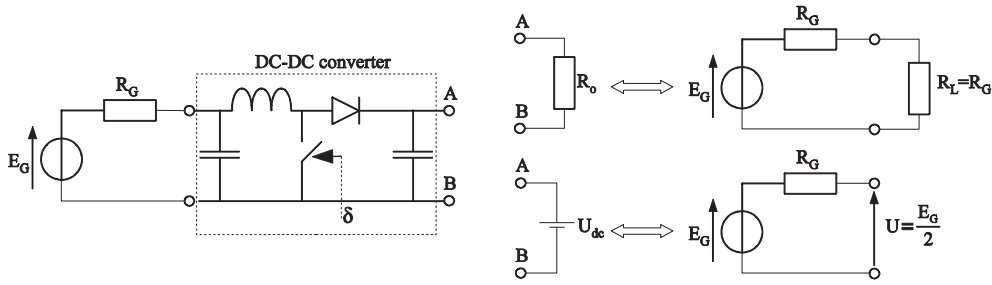 DC-DC converter
R_G
E_G
A
B
δ
A
B
R_o
R_G
E_G
R_L=R_G
A
B
U_dc
R_G
E_G
U=E_G/2